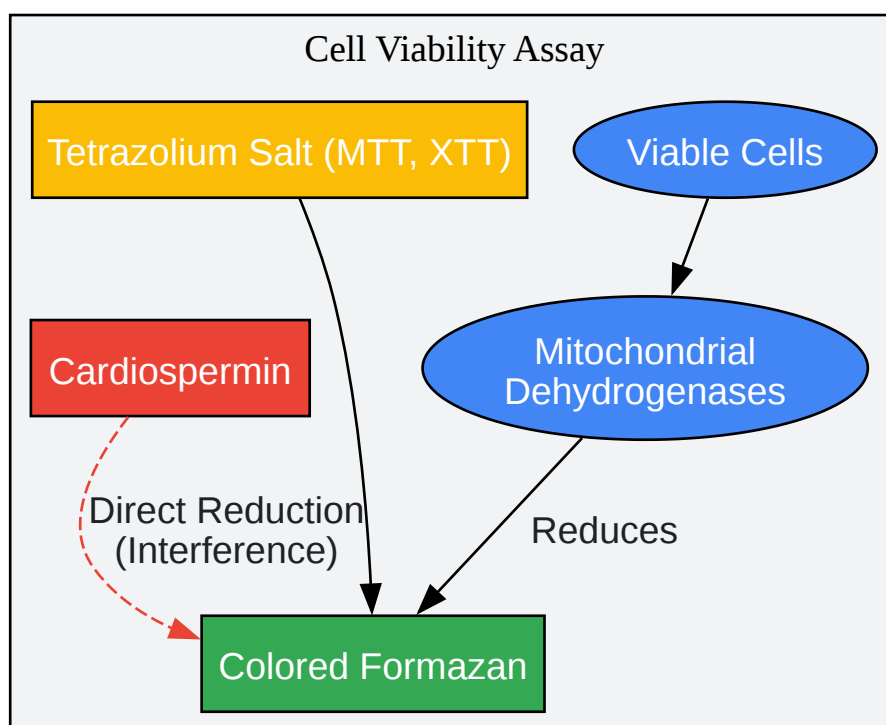 Cell Viability Assay
Tetrazolium Salt (MTT, XTT)
Viable Cells
Cardiospermin
Mitochondrial
Dehydrogenases
Direct Reduction
(Interference)
Reduces
Colored Formazan